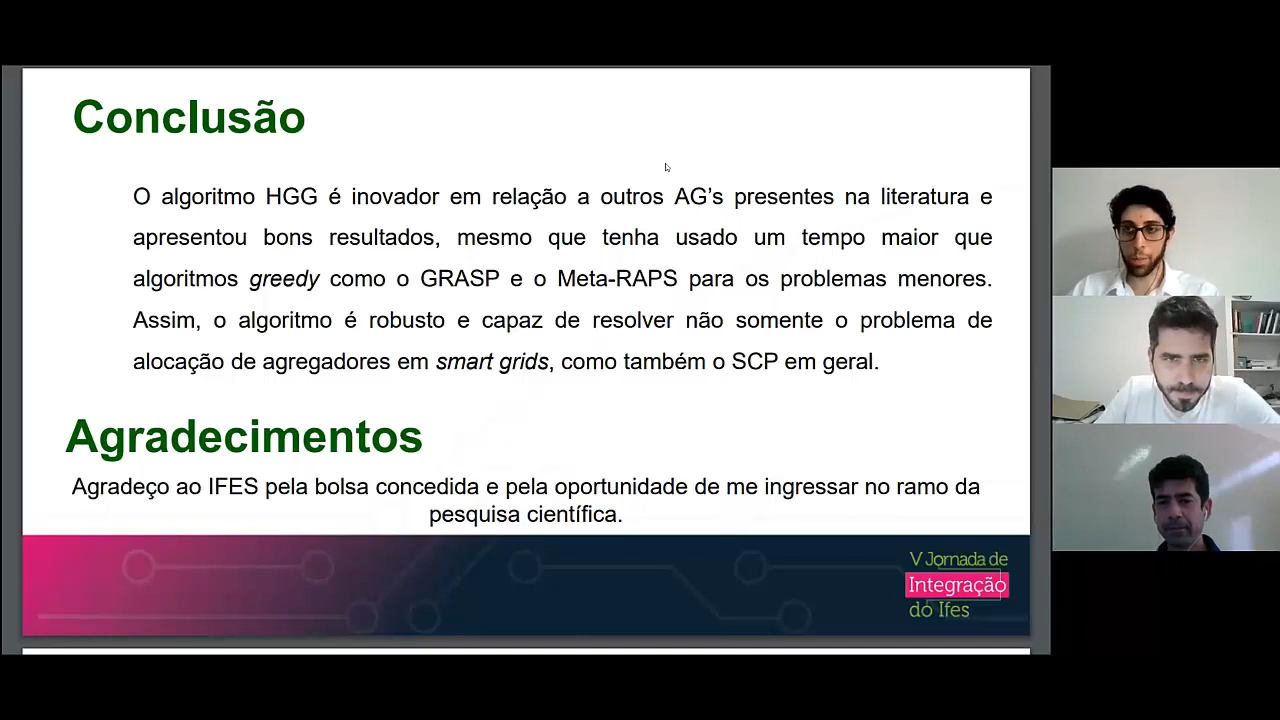 Conclusão
O algoritmo HGG é inovador em relação a outros AG’s presentes na literatura e
apresentou bons resultados, mesmo que tenha usado um tempo maior que
algoritmos greedy como o GRASP e o Meta-RAPS para os problemas menores.
Assim, o algoritmo é robusto e capaz de resolver não somente o problema de
alocação de agregadores em smart grids, como também o SCP em geral.
Agradecimentos
Agradeço ao IFES pela bolsa concedida e pela oportunidade de me ingressar no ramo da
pesquisa científica.
V Jornada de
Integração
do Ifes